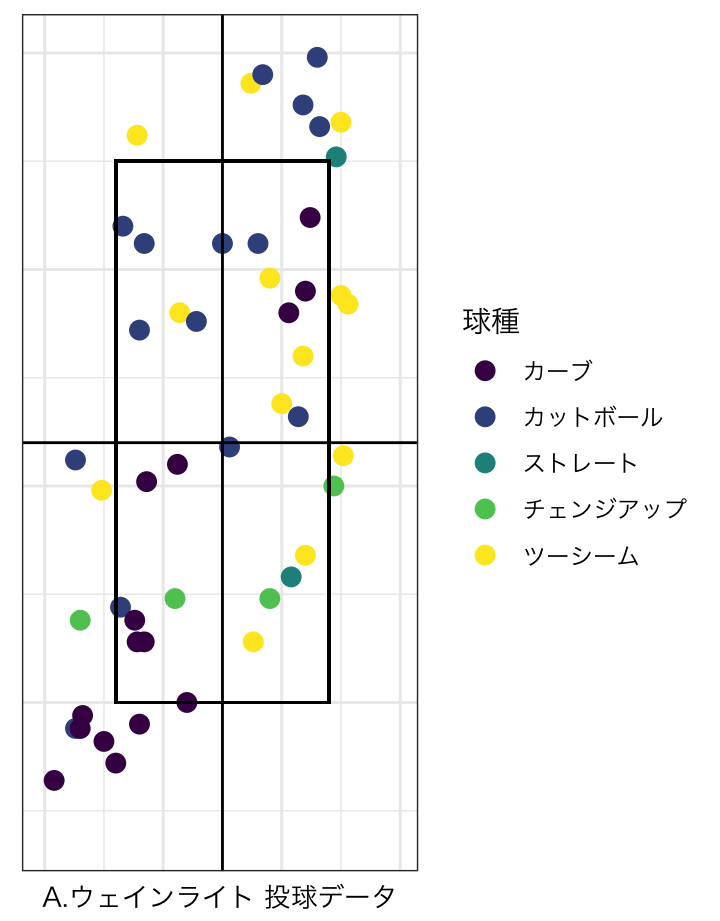 球種
カーブ
カットボール
ストレート
チェンジアップ
ツーシーム
A.ウェインライト 投球データ